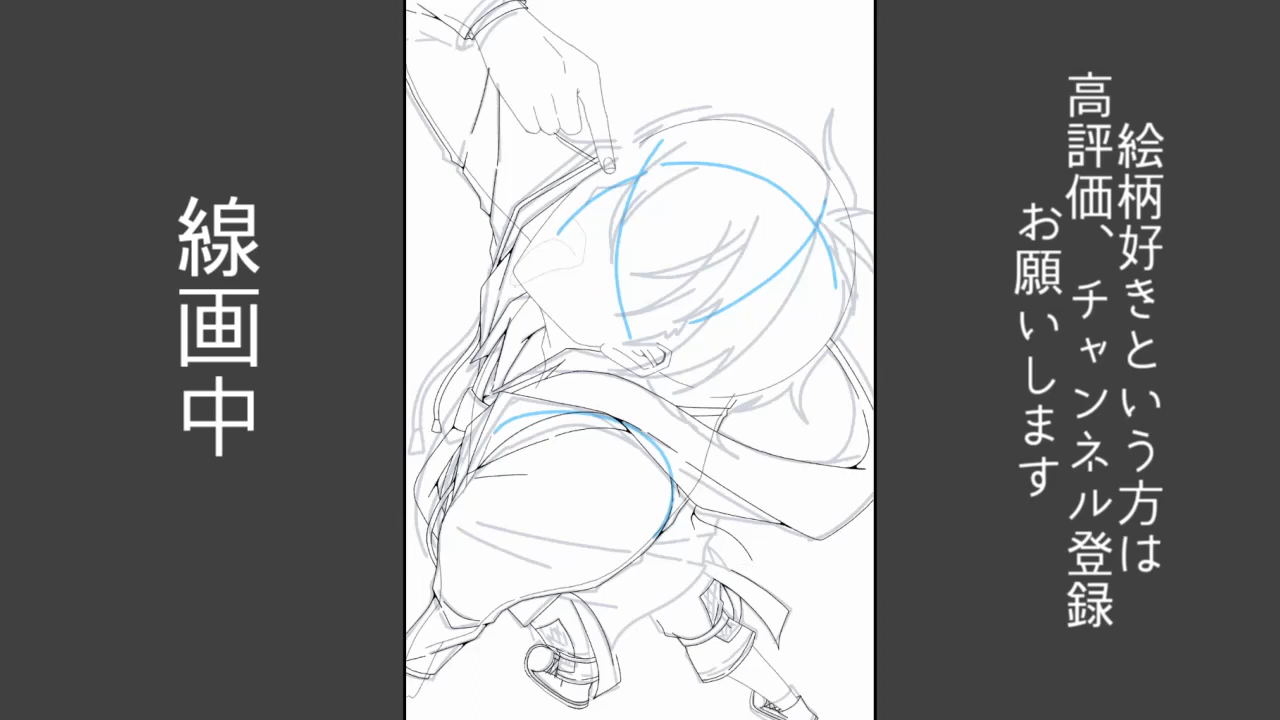 線画中
絵柄好きという方は
高評価、チャンネル登録
お願いします